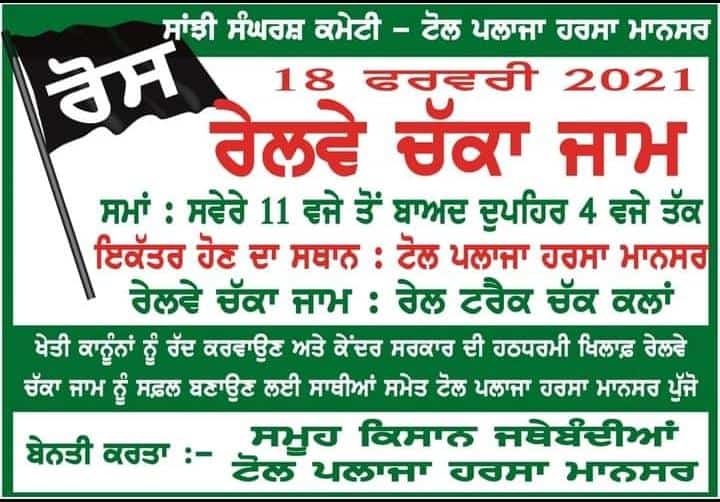 ਸਾਂਝੀ ਸੰਘਰਸ਼ ਕਮੇਟੀ – ਟੋਲ ਪਲਾਜਾ ਹਰਸਾ ਮਾਨਸਰ
ਰੋਸ
18 ਫਰਵਰੀ 2021
ਰੇਲਵੇ ਚੱਕਾ ਜਾਮ
ਸਮਾਂ : ਸਵੇਰੇ 11 ਵਜੇ ਤੋਂ ਬਾਅਦ ਦੁਪਹਿਰ 4 ਵਜੇ ਤੱਕ
ਇਕੱਤਰ ਹੋਣ ਦਾ ਸਥਾਨ : ਟੋਲ ਪਲਾਜਾ ਹਰਸਾ ਮਾਨਸਰ
ਰੇਲਵੇ ਚੱਕਾ ਜਾਮ : ਰੇਲ ਟਰੈਕ ਚੱਕ ਕਲਾਂ
ਖੇਤੀ ਕਾਨੂੰਨਾਂ ਨੂੰ ਰੱਦ ਕਰਵਾਉਣ ਅਤੇ ਕੇਂਦਰ ਸਰਕਾਰ ਦੀ ਹਠਧਰਮੀ ਖਿਲਾਫ਼ ਰੇਲਵੇ
ਚੱਕਾ ਜਾਮ ਨੂੰ ਸਫ਼ਲ ਬਣਾਉਣ ਲਈ ਸਾਥੀਆਂ ਸਮੇਤ ਟੋਲ ਪਲਾਜਾ ਹਰਸਾ ਮਾਨਸਰ ਪੁੱਜੋ
ਬੇਨਤੀ ਕਰਤਾ :– ਸਮੂਹ ਕਿਸਾਨ ਜਥੇਬੰਦੀਆਂ
ਟੋਲ ਪਲਾਜਾ ਹਰਸਾ ਮਾਨਸਰ